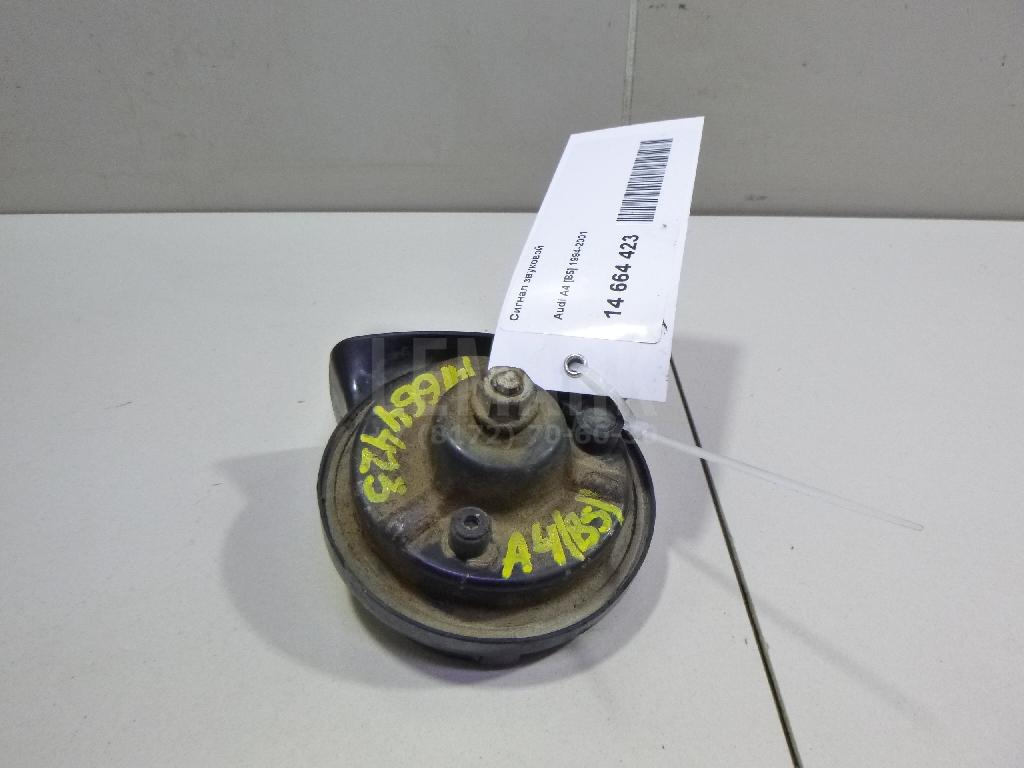 Сигнал звуковой
Audi A4 [B5] 1994-2001
14 664 423
14664423
A4(B5)